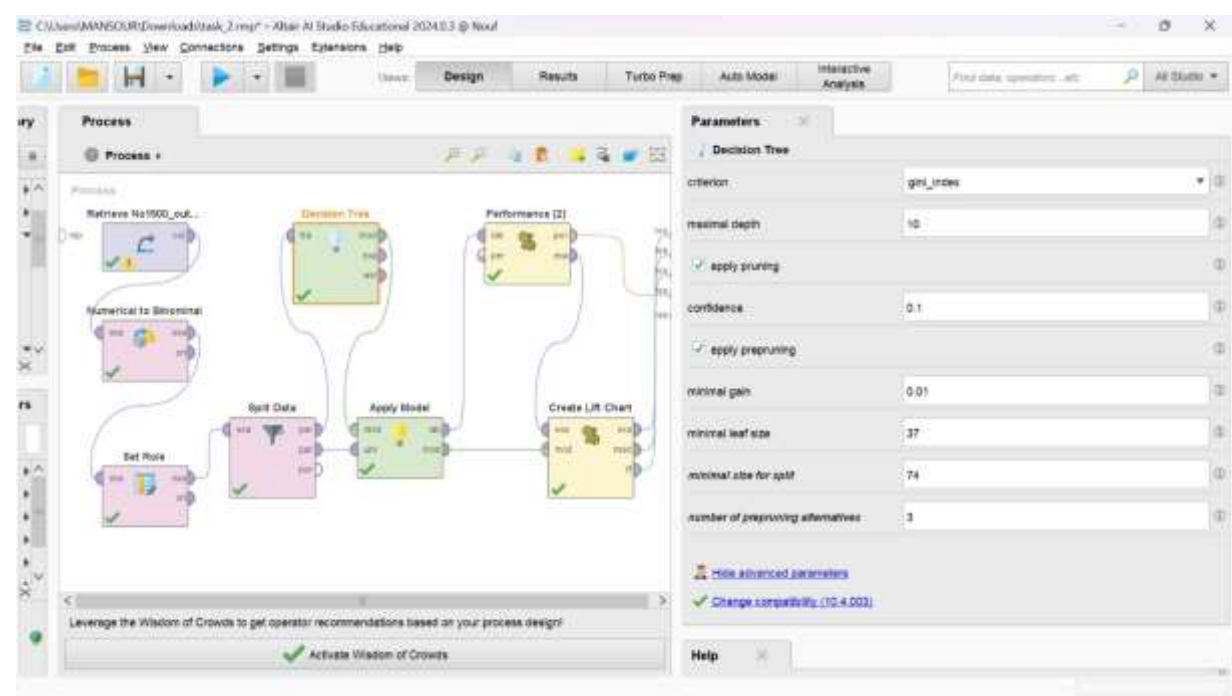 C:\Users\MANSOUR\Downloads\task_2.rmp* – Altair AI Studio Educational 2024.0.3 @ Nouf
File Edit Process View Connections Settings Extensions Help
Views: Design Results Turbo Prep Auto Model Interactive Analysis Find data, operators...etc All Studio
Process
Process
Process
Retrieve No1600_out...
Decision Tree
Performance (2)
Numerical to Binominal
Split Data
Apply Model
Create Lift Chart
Set Role
Leverage the Wisdom of Crowds to get operator recommendations based on your process design!
Activate Wisdom of Crowds
Parameters
Decision Tree
criterion gini_index
maximal depth 10
apply pruning
confidence 0.1
apply prepruning
minimal gain 0.01
minimal leaf size 37
minimal size for split 74
number of prepruning alternatives 3
Hide advanced parameters
Change compatibility (10.4.003)
Help